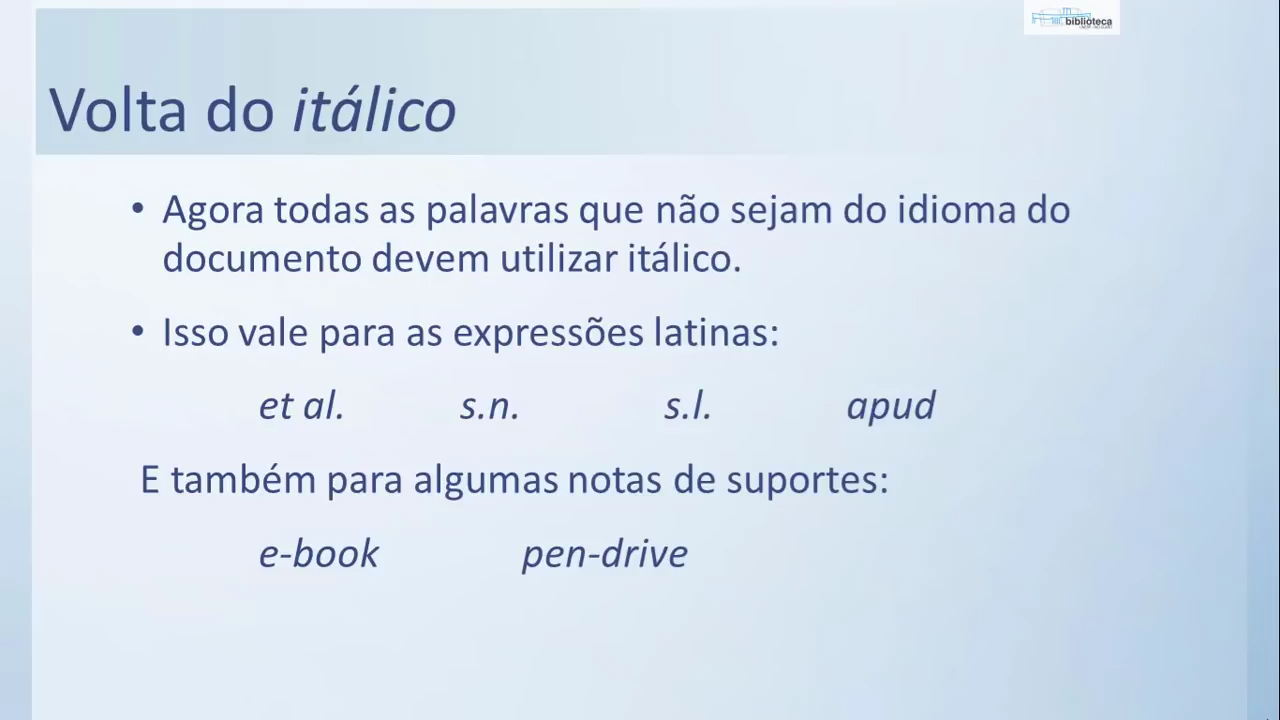 biblioteca
Volta do itálico
• Agora todas as palavras que não sejam do idioma do
documento devem utilizar itálico.
• Isso vale para as expressões latinas:
et al. s.n. s.l. apud
E também para algumas notas de suportes:
e-book pen-drive